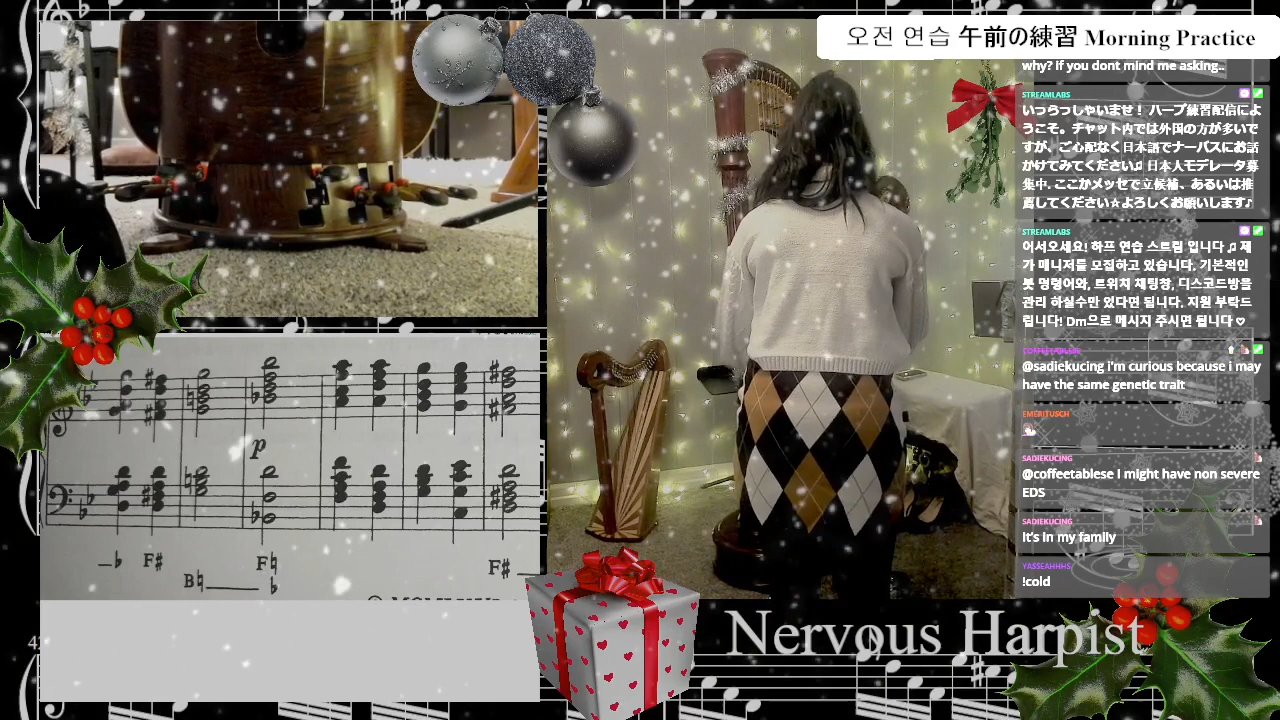 오전 연습 午前の練習 Morning Practice
why? if you dont mind me asking..
STREAMLABS
いらっしゃいませ！ ハープ練習配信によ
うこそ。チャット内では外国の方が多いで
すが、ご心配なく日本語でナーバスにお話
かけてみてください♫ 日本人モデレータ募
集中. ここかメッセで立候補、あるいは推
薦してください☆よろしくお願いします♪
STREAMLABS
어서오세요! 하프 연습 스트림 입니다 ♫ 제
가 매니저를 모집하고 있습니다. 기본적인
봇 명령어와, 트위치 채팅창, 디스코드방을
관리 하실수만 있다면 됩니다. 지원 부탁드
립니다! Dm으로 메시지 주시면 됩니다 ♡
COFFEETABLESE
@sadiekucing i'm curious because i may
have the same genetic trait
EMERITUSCH
SADIEKUCING
@coffeetablese I might have non severe
EDS
SADIEKUCING
It's in my family
YASSEAHHHS
!cold
p
♭ F# F♮ F#
B♮ ♭
Nervous Harpist